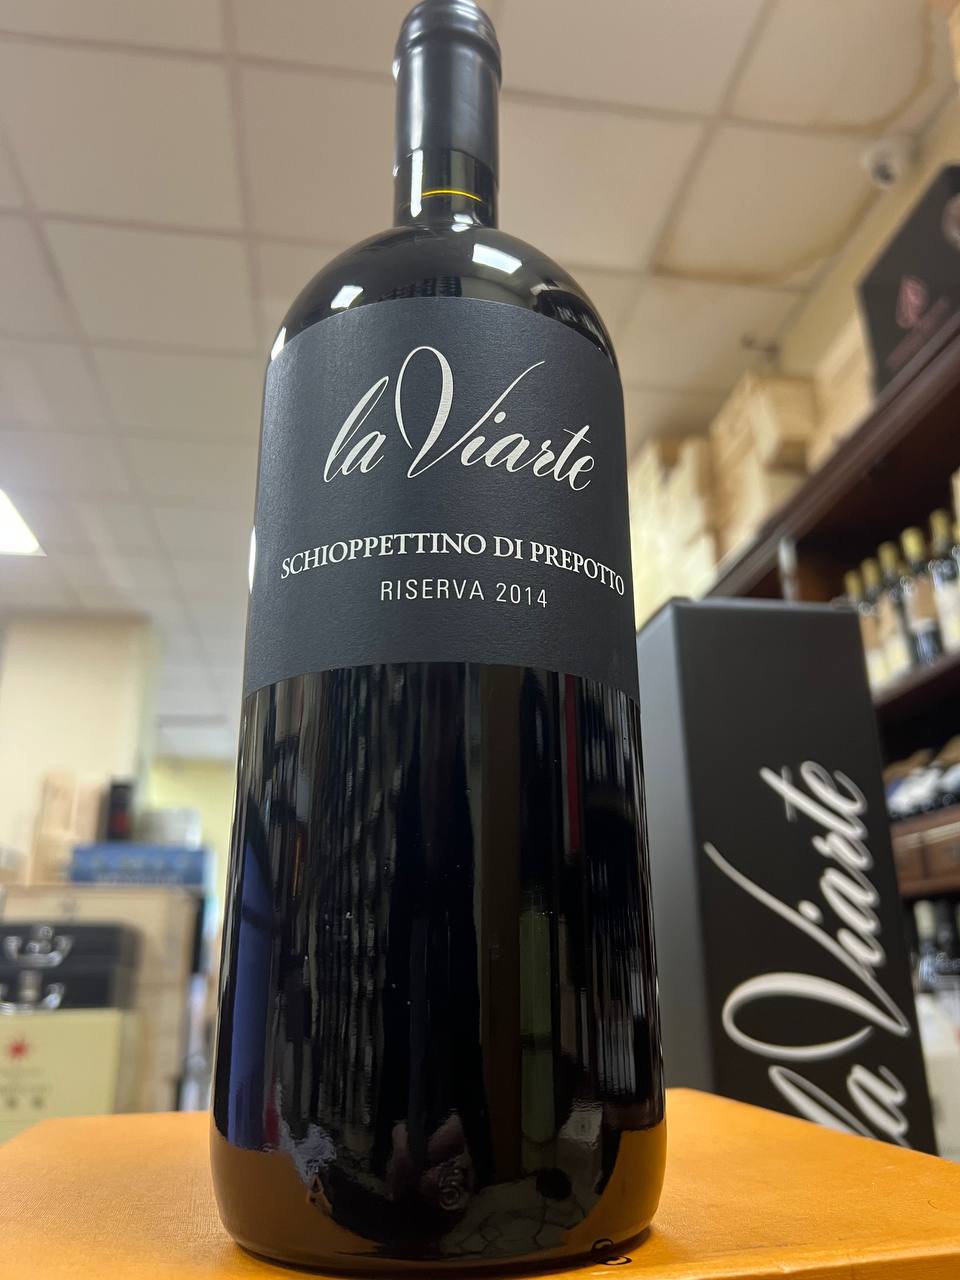 la Viarte
SCHIOPPETTINO DI PREPOTTO
RISERVA 2014
la Viarte